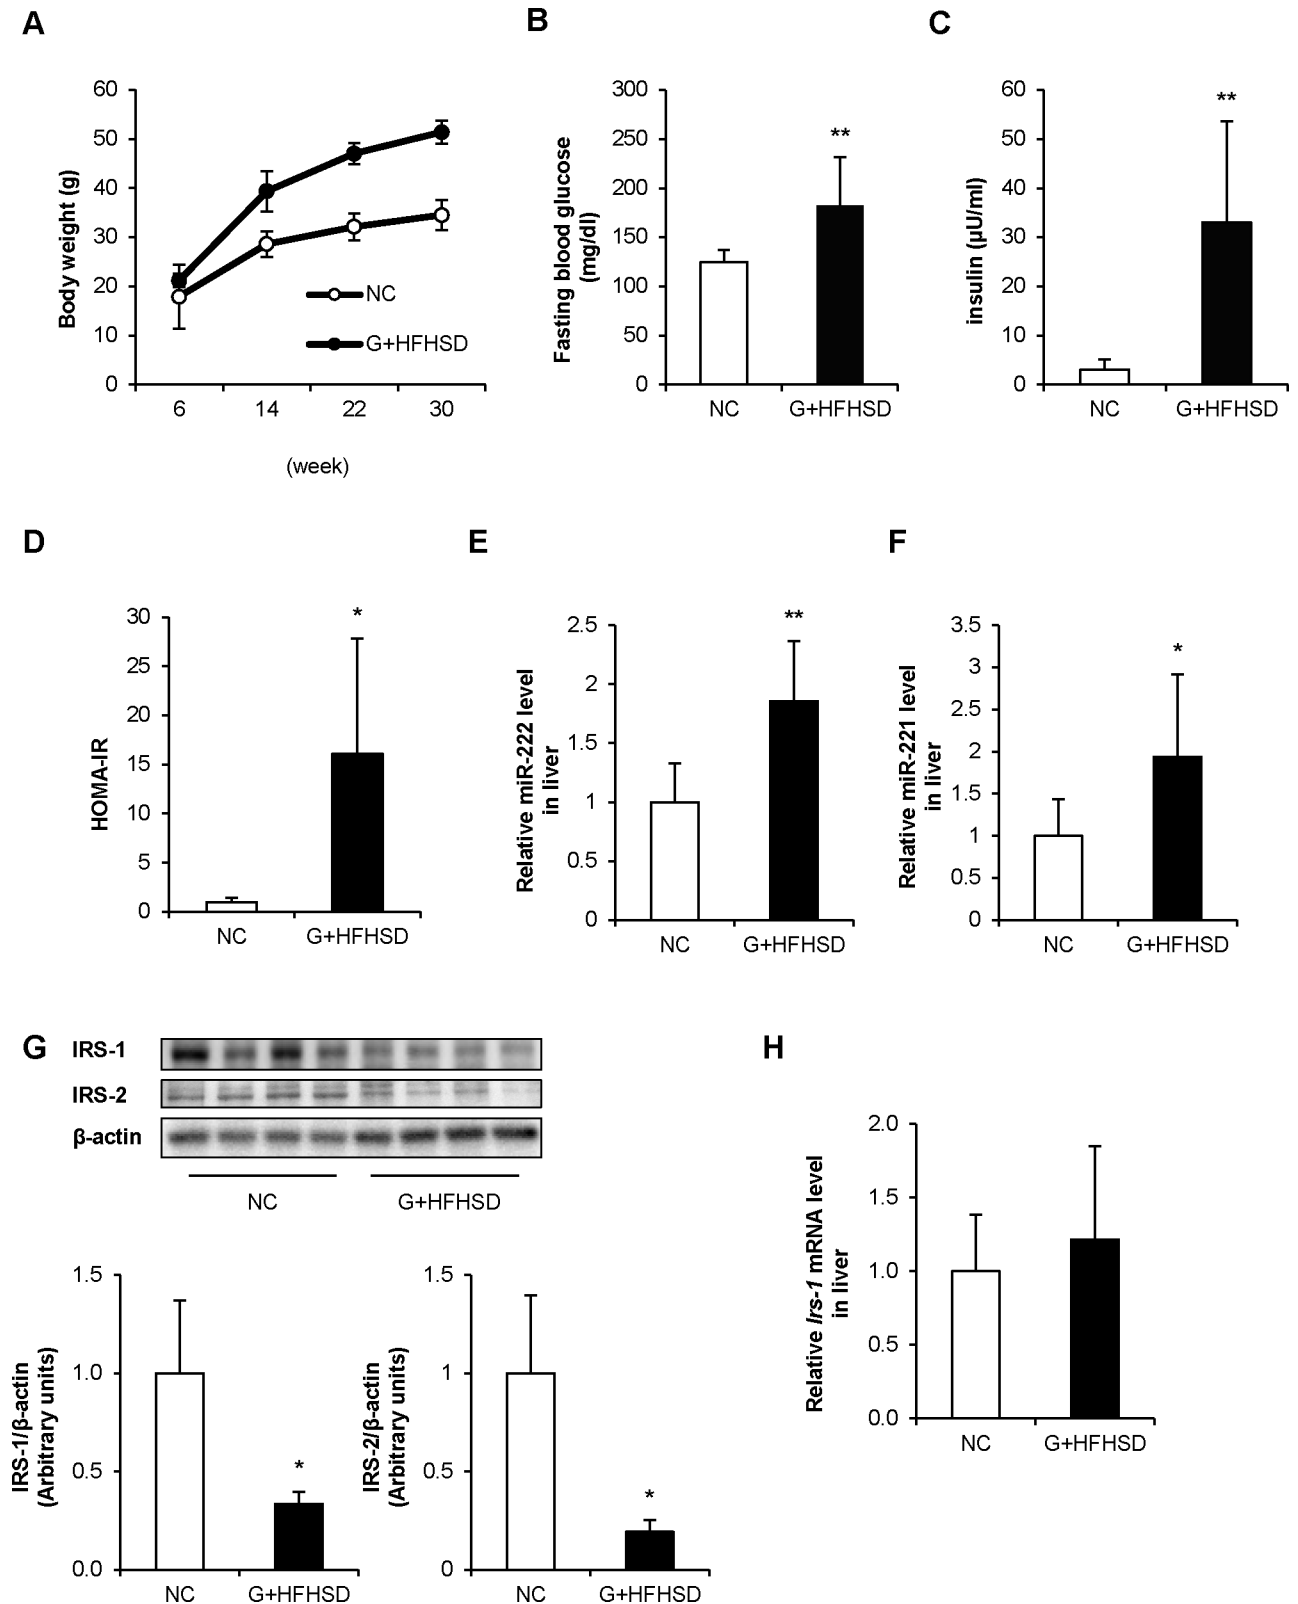 A
60
50
40
30
20
10
0
Body weight (g)
6 14 22 30
(week)
NC
G+HFHSD
B
300
250
200
150
100
50
0
Fasting blood glucose
(mg/dl)
**
NC G+HFHSD
C
60
50
40
30
20
10
0
insulin (μU/ml)
**
NC G+HFHSD
D
30
25
20
15
10
5
0
HOMA-IR
*
NC G+HFHSD
E
2.5
2
1.5
1
0.5
0
Relative miR-222 level
in liver
**
NC G+HFHSD
F
3.5
3
2.5
2
1.5
1
0.5
0
Relative miR-221 level
in liver
*
NC G+HFHSD
G
IRS-1
IRS-2
β-actin
NC G+HFHSD
1.5
1.0
0.5
0.0
IRS-1/β-actin
(Arbitrary units)
*
NC G+HFHSD
1.5
1
0.5
0
IRS-2/β-actin
(Arbitrary units)
*
NC G+HFHSD
H
2.0
1.5
1.0
0.5
0.0
Relative Irs-1 mRNA level
in liver
NC G+HFHSD